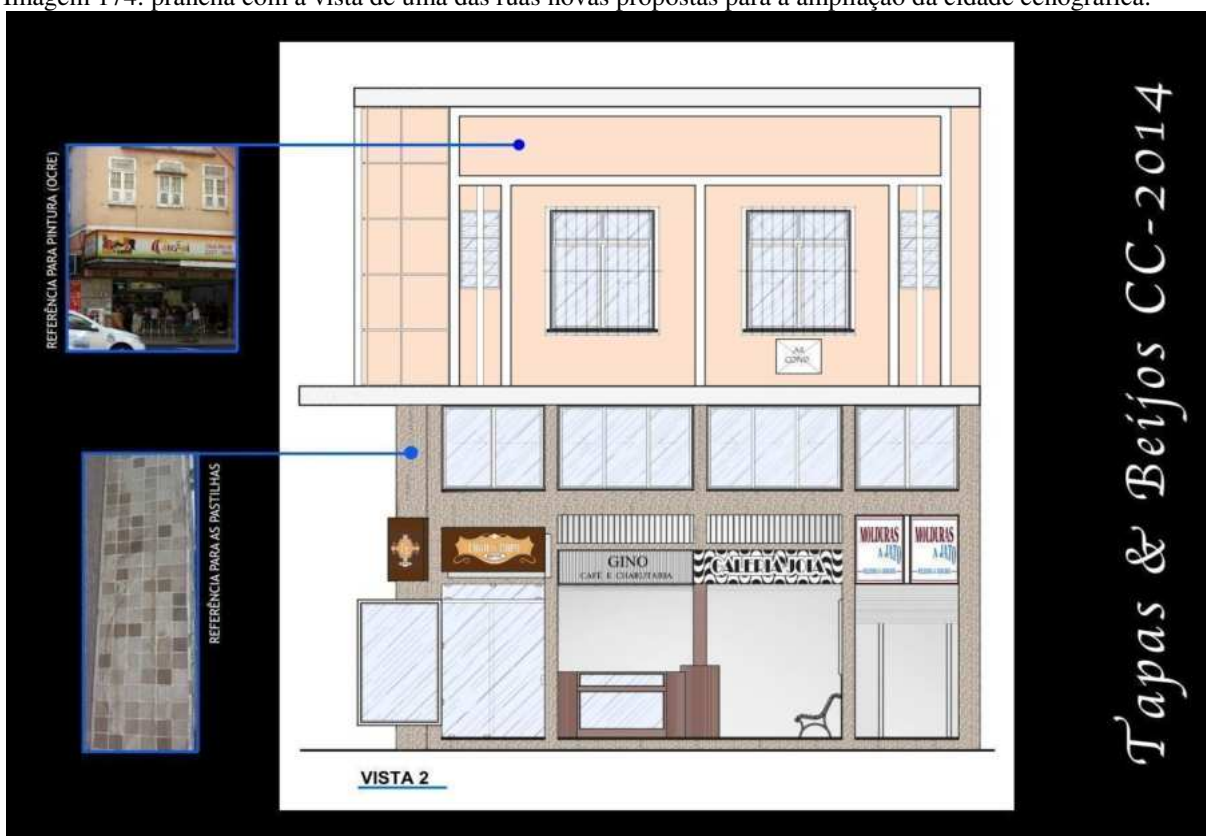 Imagem 174: prancha com a vista de uma das ruas novas propostas para a ampliação da cidade cenográfica.
REFERÊNCIA PARA PINTURA (OCRE)
REFERÊNCIA PARA AS PASTILHAS
AR
COND
GINO
CAFÉ E CHARUTARIA
GALERIA JOIA
MOLDURAS
A JATO
MOLDURAS
A JATO
VISTA 2
Tapas & Beijos CC-2014